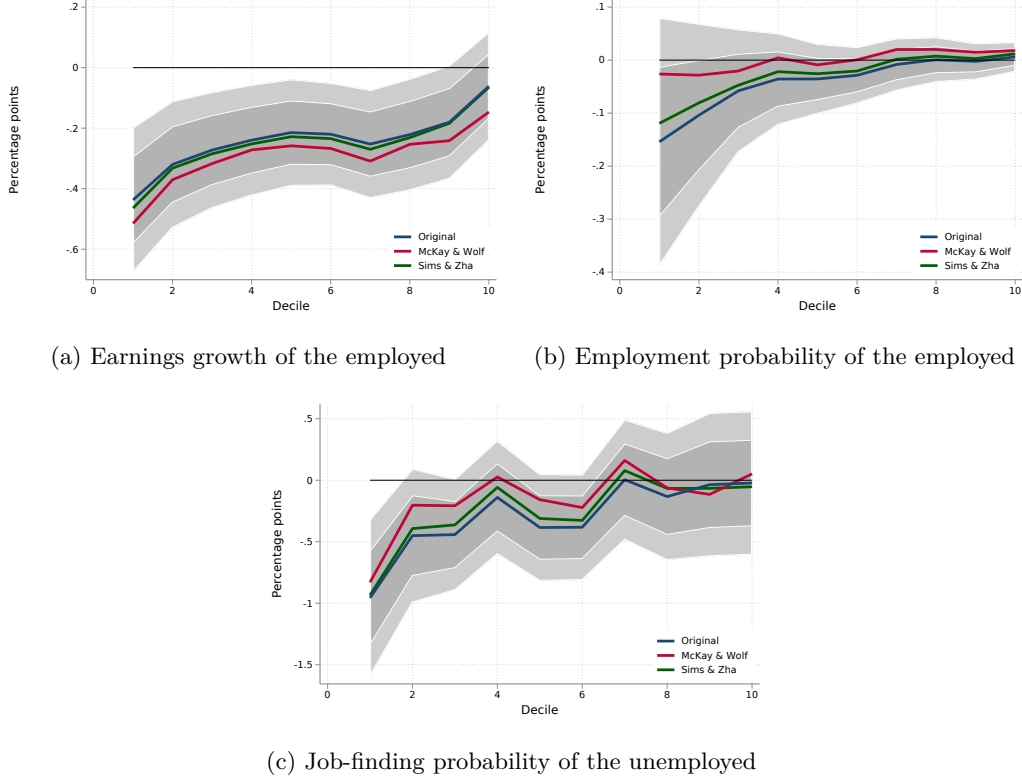 .2
0
-.2
-.4
-.6
Percentage points
0
2
4
6
8
10
Decile
Original
McKay & Wolf
Sims & Zha
(a) Earnings growth of the employed
.1
0
-.1
-.2
-.3
-.4
Percentage points
0
2
4
6
8
10
Decile
Original
McKay & Wolf
Sims & Zha
(b) Employment probability of the employed
.5
0
-.5
-1
-1.5
Percentage points
0
2
4
6
8
10
Decile
Original
McKay & Wolf
Sims & Zha
(c) Job-finding probability of the unemployed